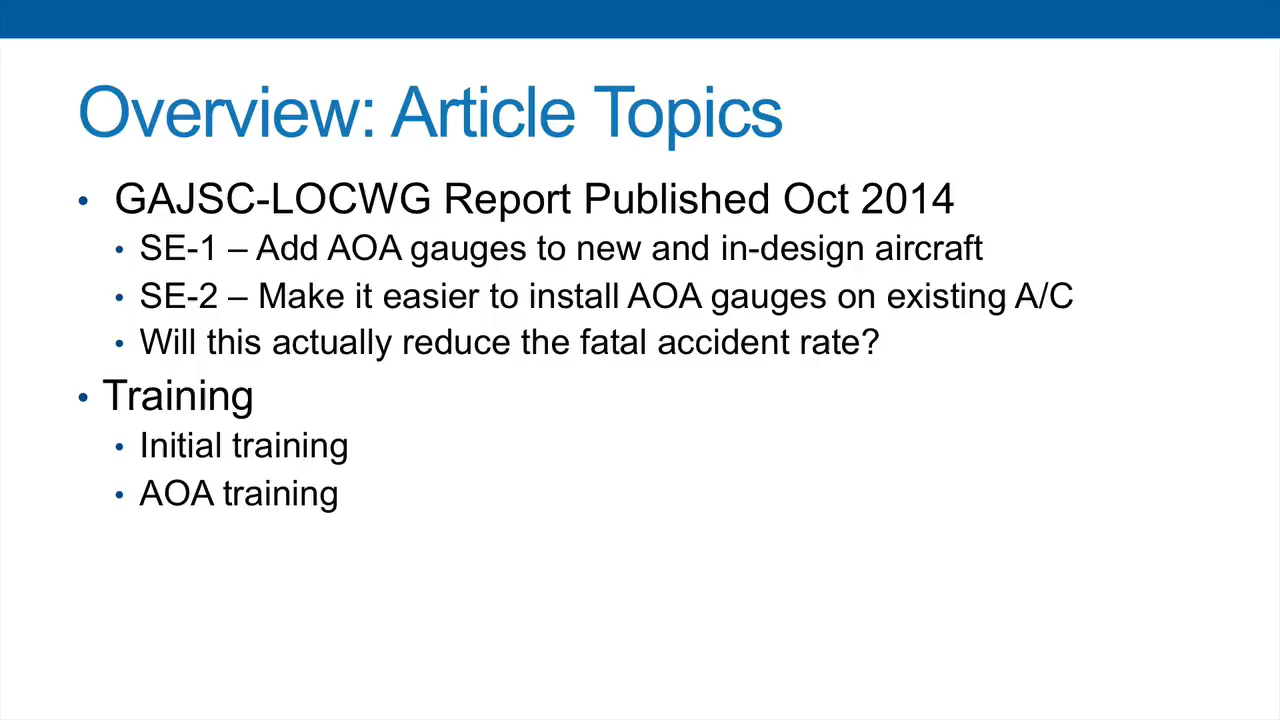 Overview: Article Topics
• GAJSC-LOCWG Report Published Oct 2014
• SE-1 – Add AOA gauges to new and in-design aircraft
• SE-2 – Make it easier to install AOA gauges on existing A/C
• Will this actually reduce the fatal accident rate?
• Training
• Initial training
• AOA training